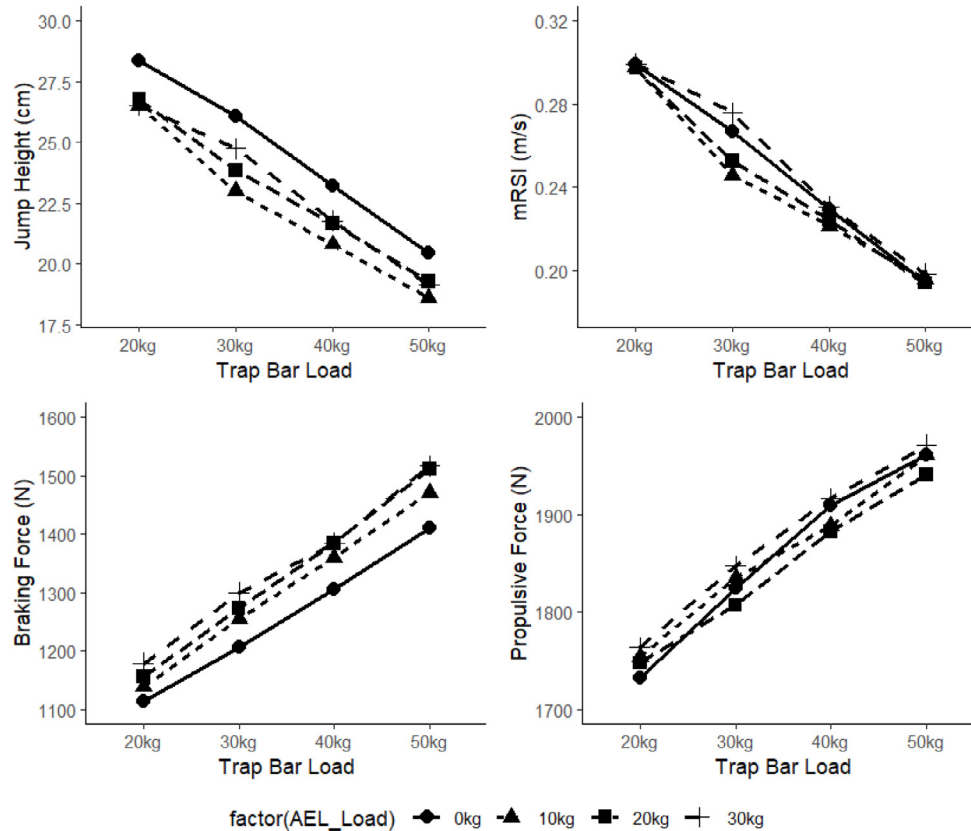 Jump Height (cm)
30.0
27.5
25.0
22.5
20.0
17.5
20kg 30kg 40kg 50kg
Trap Bar Load
mRSI (m/s)
0.32
0.28
0.24
0.20
20kg 30kg 40kg 50kg
Trap Bar Load
Braking Force (N)
1600
1500
1400
1300
1200
1100
20kg 30kg 40kg 50kg
Trap Bar Load
Propulsive Force (N)
2000
1900
1800
1700
20kg 30kg 40kg 50kg
Trap Bar Load
factor(AEL_Load) 0kg 10kg 20kg 30kg